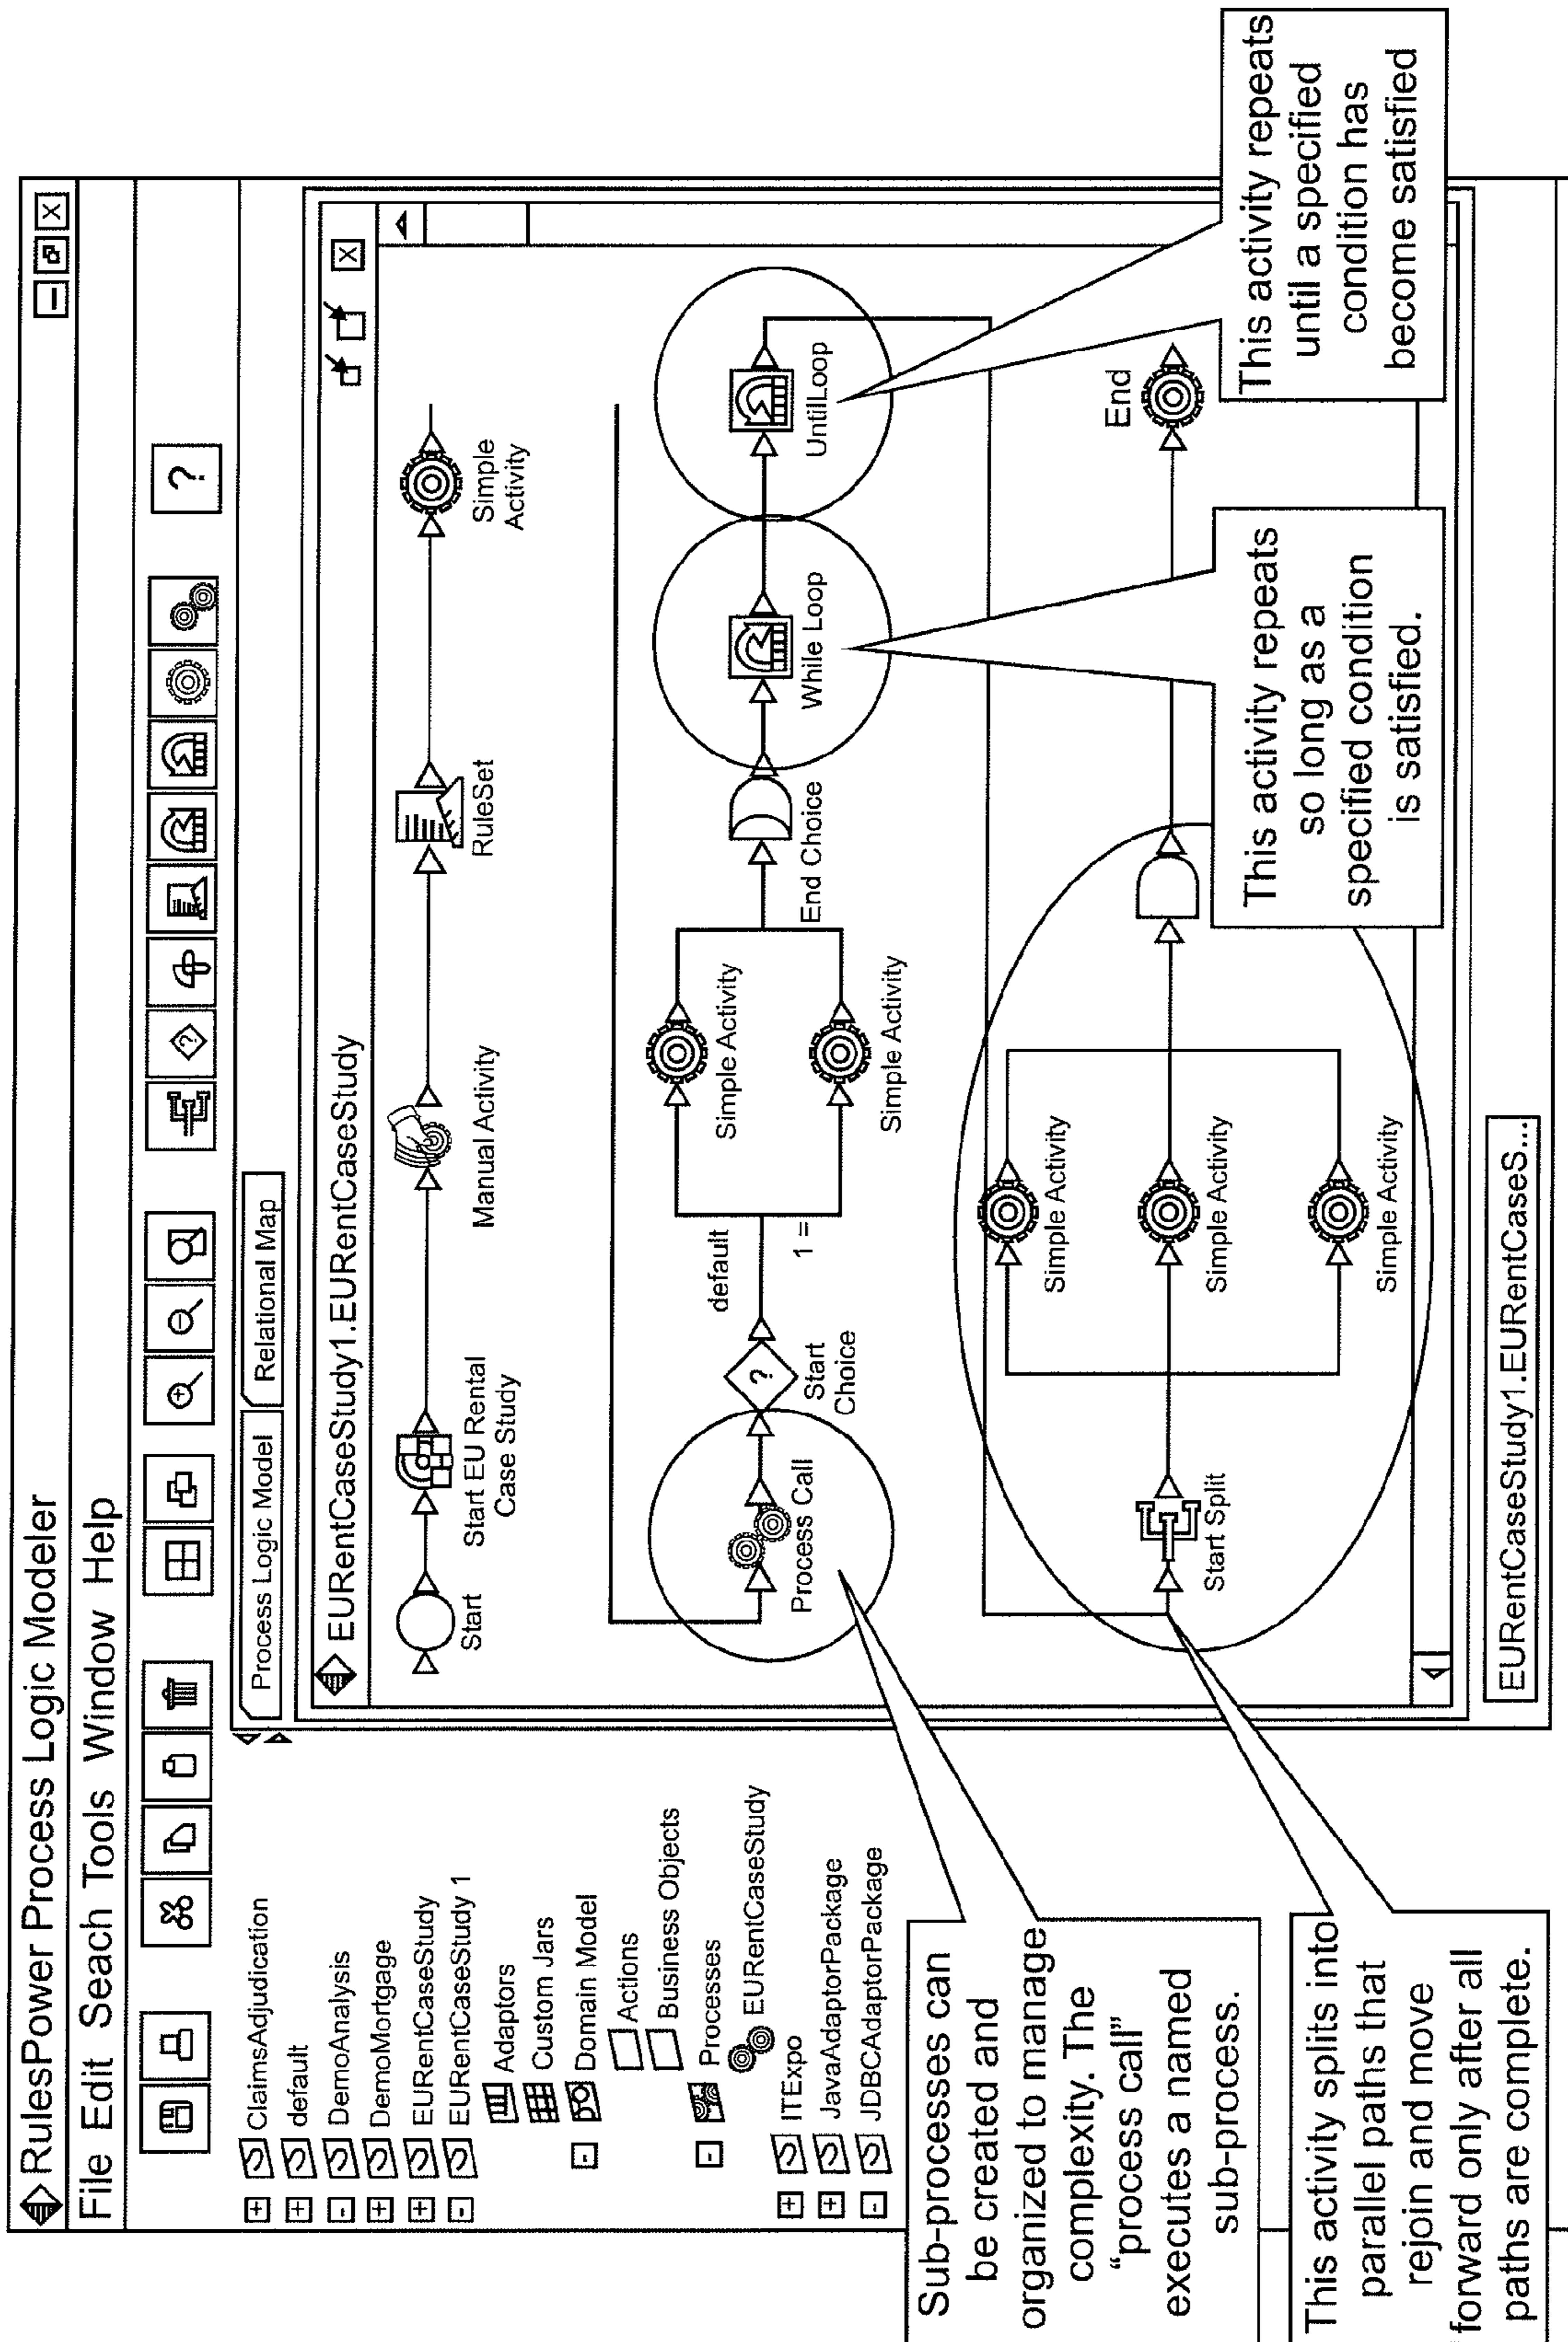 RulesPower Process Logic Modeler
File Edit Seach Tools Window Help
?
Process Logic Model
Relational Map
ClaimsAdjudication
default
DemoAnalysis
DemoMortgage
EURentCaseStudy
EURentCaseStudy 1
Adaptors
Custom Jars
Domain Model
Actions
Business Objects
Processes
EURentCaseStudy
ITExpo
JavaAdaptorPackage
JDBCAdaptorPackage
EURentCaseStudy1.EURentCaseStudy
Start
Start EU Rental
Case Study
Manual Activity
RuleSet
Simple
Activity
Process Call
?
Start
Choice
default
1 =
Simple Activity
Simple Activity
End Choice
While Loop
UntilLoop
Start Split
Simple Activity
Simple Activity
Simple Activity
End
EURentCaseStudy1.EURentCaseS...
Sub-processes can
be created and
organized to manage
complexity. The
“process call”
executes a named
sub-process.
This activity splits into
parallel paths that
rejoin and move
forward only after all
paths are complete.
This activity repeats
so long as a
specified condition
is satisfied.
This activity repeats
until a specified
condition has
become satisfied